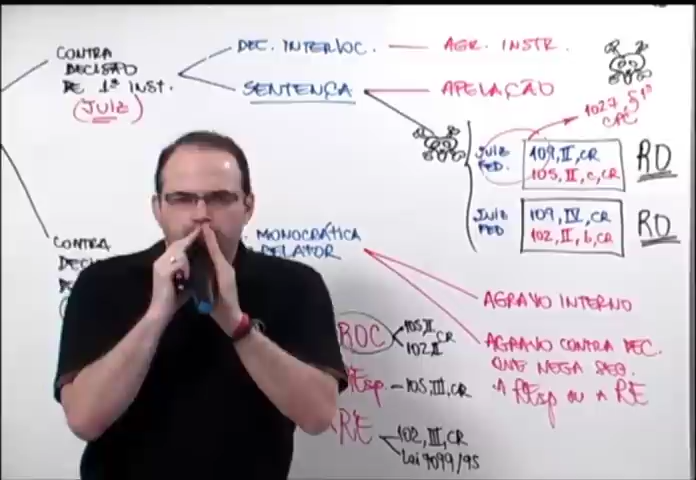 CONTRA
DECISÃO
DE 1ª INST.
(JUIZ)
DEC. INTERLOC. — AGR. INSTR.
SENTENÇA — APELAÇÃO
1027, §1º
CPC
JUIZ
FED.
109, II, CR
105, II, c, CR
RO
JUIZ
FED
109, IV, CR
102, II, b, CR
RO
CONTRA
MONOCRÁTICA
RELATOR
AGRAVO INTERNO
AGRAVO CONTRA DEC.
QUE NEGA SEG.
A REsp OU A RE
ROC
105, II
102, II
CR
REsp. — 105, III, CR
RE
102, III, CR
Lei 9099/95